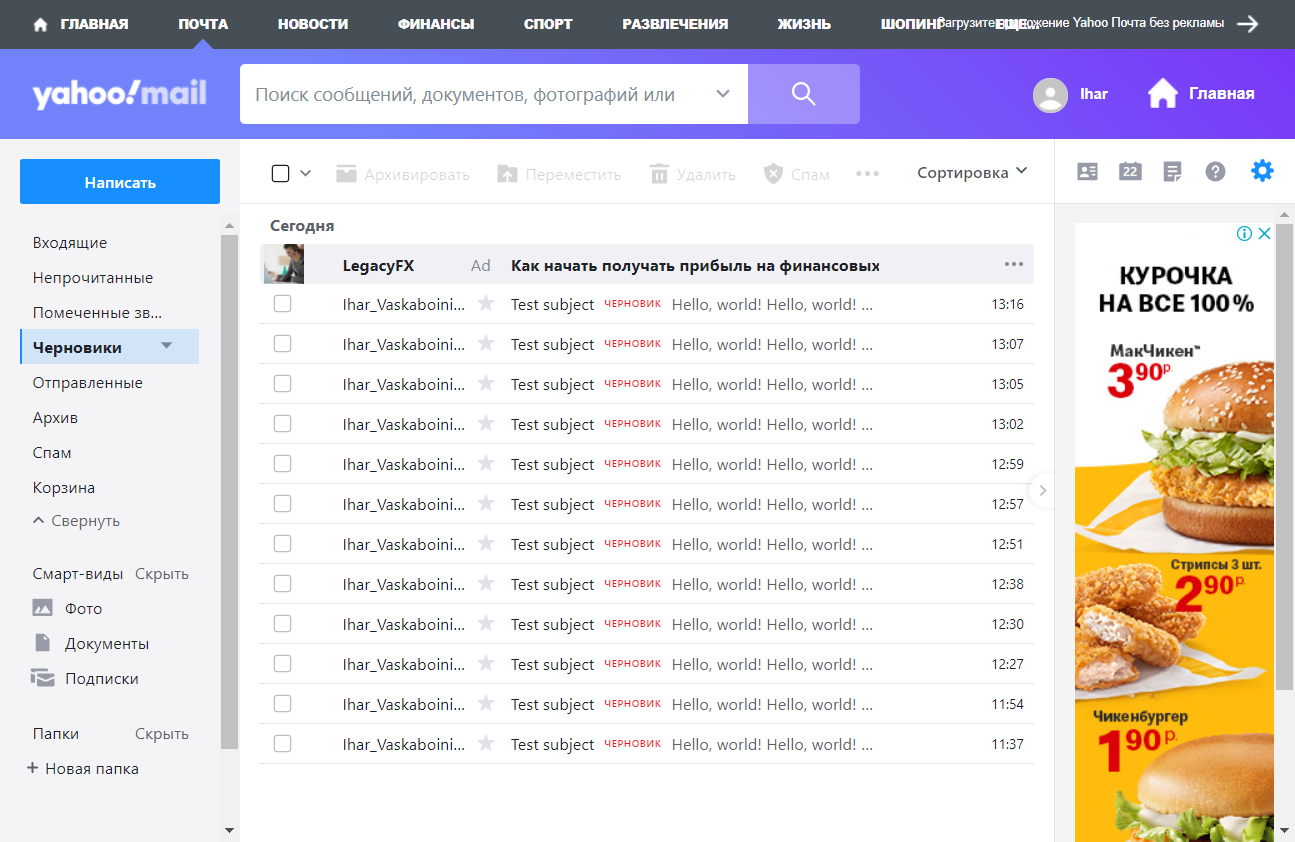 ГЛАВНАЯ ПОЧТА НОВОСТИ ФИНАНСЫ СПОРТ РАЗВЛЕЧЕНИЯ ЖИЗНЬ ШОПИНГ ЕЩЕ... Yahoo Почта без рекламы
yahoo!mail Поиск сообщений, документов, фотографий или Ihar Главная
Написать
Архивировать Переместить Удалить Спам Сортировка 22
Входящие
Непрочитанные
Помеченные зв...
Черновики
Отправленные
Архив
Спам
Корзина
Свернуть
Смарт-виды Скрыть
Фото
Документы
Подписки
Папки Скрыть
+ Новая папка
Сегодня
LegacyFX Ad Как начать получать прибыль на финансовых
Ihar_Vaskaboini... Test subject ЧЕРНОВИК Hello, world! Hello, world! ... 13:16
Ihar_Vaskaboini... Test subject ЧЕРНОВИК Hello, world! Hello, world! ... 13:07
Ihar_Vaskaboini... Test subject ЧЕРНОВИК Hello, world! Hello, world! ... 13:05
Ihar_Vaskaboini... Test subject ЧЕРНОВИК Hello, world! Hello, world! ... 13:02
Ihar_Vaskaboini... Test subject ЧЕРНОВИК Hello, world! Hello, world! ... 12:59
Ihar_Vaskaboini... Test subject ЧЕРНОВИК Hello, world! Hello, world! ... 12:57
Ihar_Vaskaboini... Test subject ЧЕРНОВИК Hello, world! Hello, world! ... 12:51
Ihar_Vaskaboini... Test subject ЧЕРНОВИК Hello, world! Hello, world! ... 12:38
Ihar_Vaskaboini... Test subject ЧЕРНОВИК Hello, world! Hello, world! ... 12:30
Ihar_Vaskaboini... Test subject ЧЕРНОВИК Hello, world! Hello, world! ... 12:27
Ihar_Vaskaboini... Test subject ЧЕРНОВИК Hello, world! Hello, world! ... 11:54
Ihar_Vaskaboini... Test subject ЧЕРНОВИК Hello, world! Hello, world! ... 11:37
КУРОЧКА
НА ВСЕ 100%
МакЧикен™
3 90 р.
Стрипсы 3 шт.
2 90 р.
Чикенбургер
1 90 р.